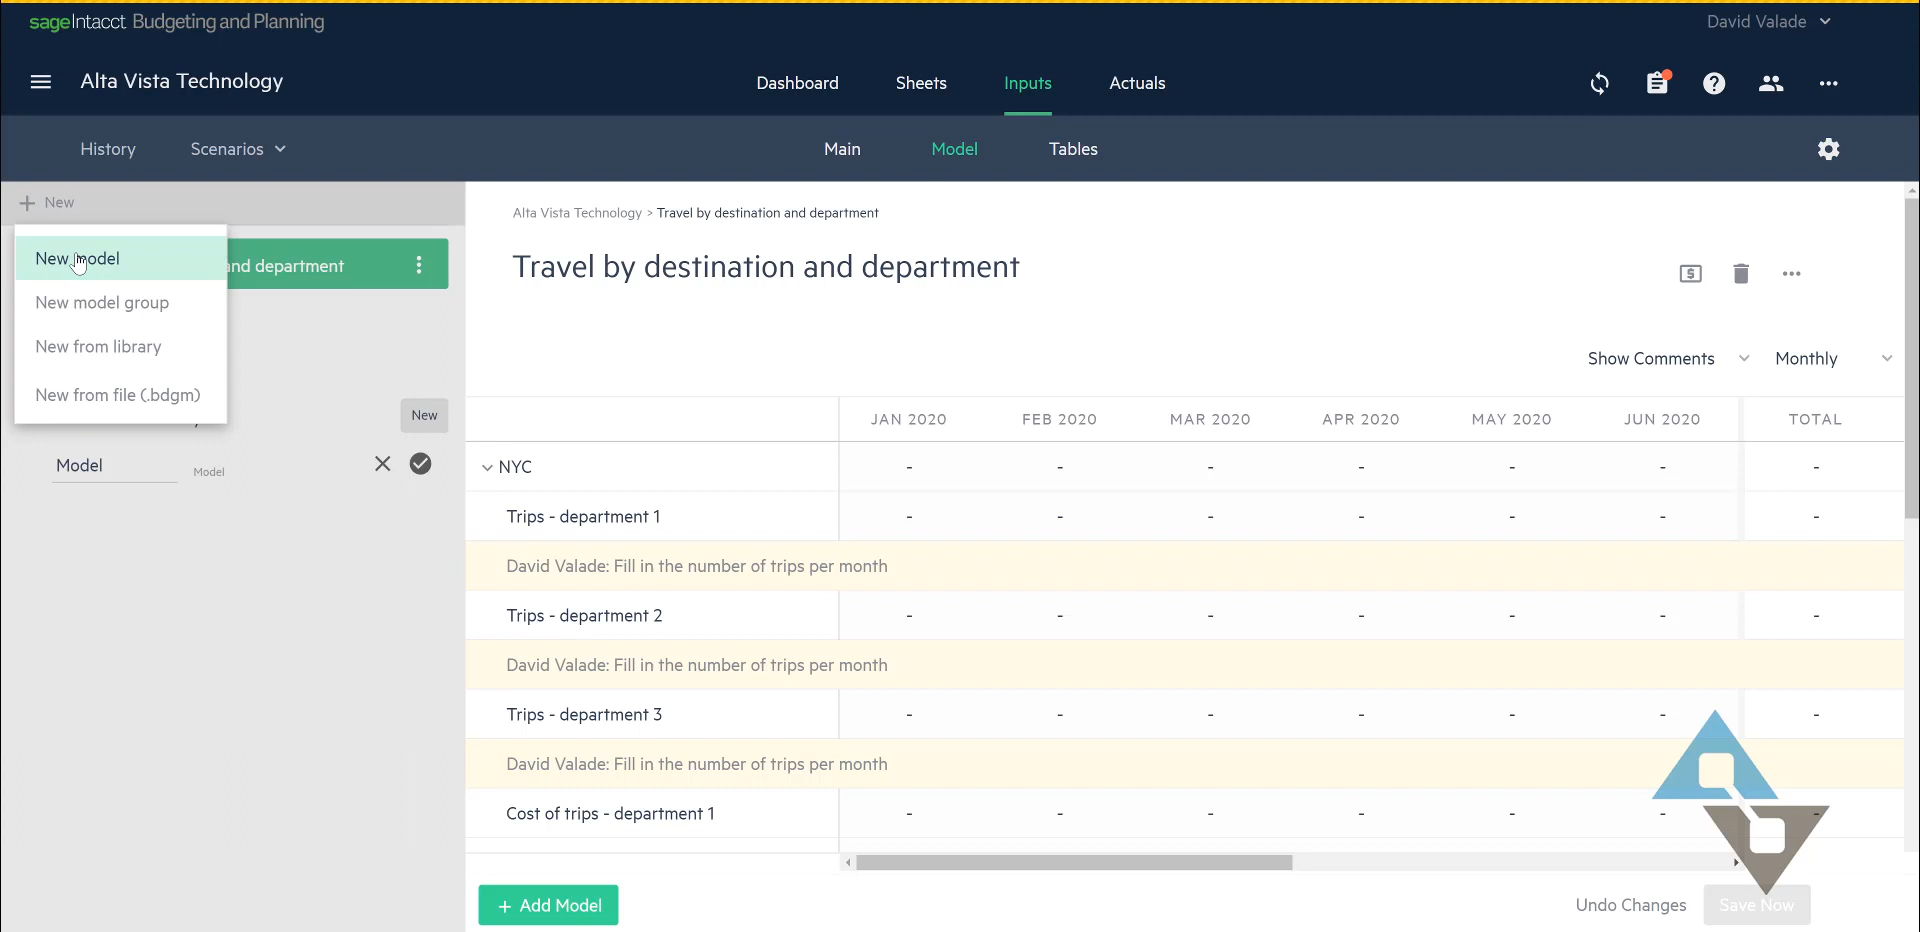 sage Intacct Budgeting and Planning
David Valade
Alta Vista Technology
Dashboard Sheets Inputs Actuals
History Scenarios Main Model Tables
New
New model
New model group
New from library
New from file (.bdgm)
and department
New
Model Model
Alta Vista Technology > Travel by destination and department
Travel by destination and department
Show Comments Monthly
JAN 2020 FEB 2020 MAR 2020 APR 2020 MAY 2020 JUN 2020 TOTAL
NYC - - - - - - -
Trips - department 1 - - - - - - -
David Valade: Fill in the number of trips per month
Trips - department 2 - - - - - - -
David Valade: Fill in the number of trips per month
Trips - department 3 - - - - - - -
David Valade: Fill in the number of trips per month
Cost of trips - department 1 - - - - - - -
+ Add Model
Undo Changes Save Now